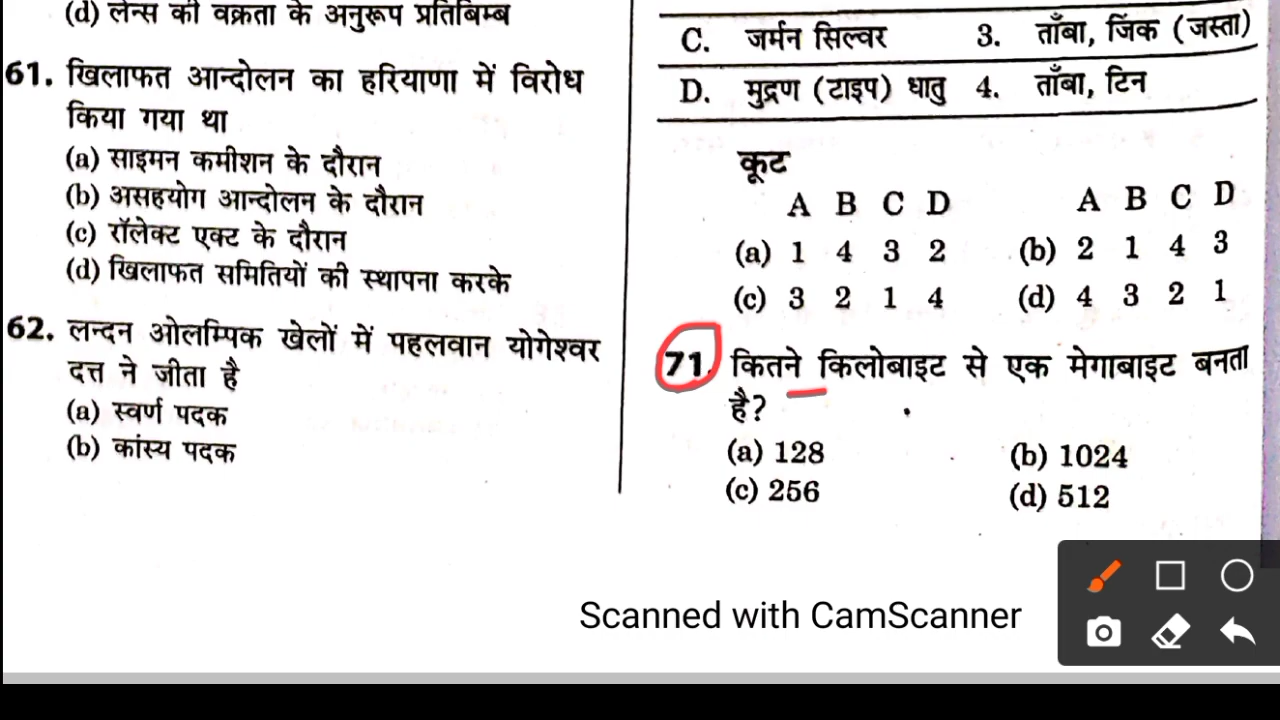 (d) लेन्स की वक्रता के अनुरूप प्रतिबिम्ब
61. खिलाफत आन्दोलन का हरियाणा में विरोध
किया गया था
(a) साइमन कमीशन के दौरान
(b) असहयोग आन्दोलन के दौरान
(c) रॉलेक्ट एक्ट के दौरान
(d) खिलाफत समितियों की स्थापना करके
62. लन्दन ओलम्पिक खेलों में पहलवान योगेश्वर
दत्त ने जीता है
(a) स्वर्ण पदक
(b) कांस्य पदक
C. जर्मन सिल्वर 3. ताँबा, जिंक (जस्ता)
D. मुद्रण (टाइप) धातु 4. ताँबा, टिन
कूट
A B C D A B C D
(a) 1 4 3 2 (b) 2 1 4 3
(c) 3 2 1 4 (d) 4 3 2 1
71. कितने किलोबाइट से एक मेगाबाइट बनता
है?
(a) 128 (b) 1024
(c) 256 (d) 512
Scanned with CamScanner